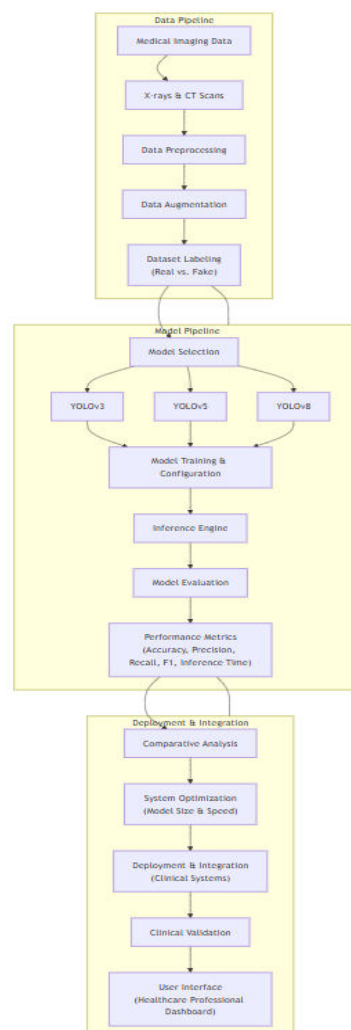 Data Pipeline
Medical Imaging Data
X-rays & CT Scans
Data Preprocessing
Data Augmentation
Dataset Labeling
(Real vs. Fake)
Model Pipeline
Model Selection
YOLOv3
YOLOv5
YOLOv8
Model Training &
Configuration
Inference Engine
Model Evaluation
Performance Metrics
(Accuracy, Precision,
Recall, F1, Inference Time)
Deployment & Integration
Comparative Analysis
System Optimization
(Model Size & Speed)
Deployment & Integration
(Clinical Systems)
Clinical Validation
User Interface
(Healthcare Professional
Dashboard)